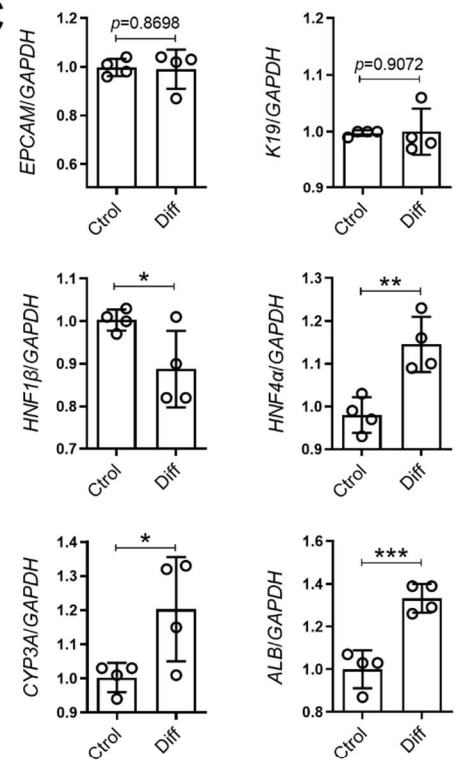 1.2
p=0.8698
1.0
0.8
0.6
EPCAM/GAPDH
Ctrol
Diff
1.2
p=0.9072
1.1
1.0
0.9
K19/GAPDH
Ctrol
Diff
1.1
*
1.0
0.9
0.8
0.7
HNF1β/GAPDH
Ctrol
Diff
1.3
**
1.2
1.1
1.0
0.9
HNF4α/GAPDH
Ctrol
Diff
1.4
*
1.3
1.2
1.1
1.0
0.9
CYP3A/GAPDH
Ctrol
Diff
1.6
***
1.4
1.2
1.0
0.8
ALB/GAPDH
Ctrol
Diff